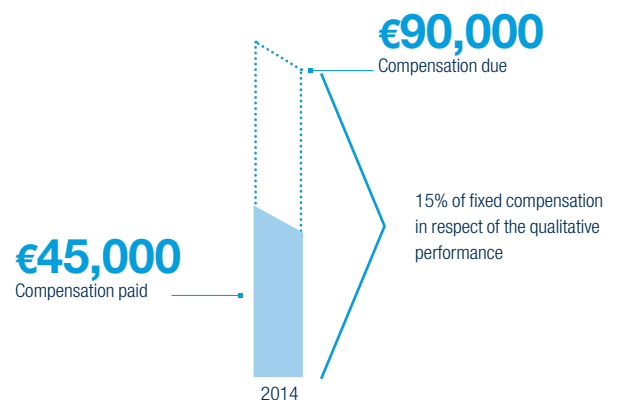 €90,000
Compensation due
15% of fixed compensation
in respect of the qualitative
performance
€45,000
Compensation paid
2014